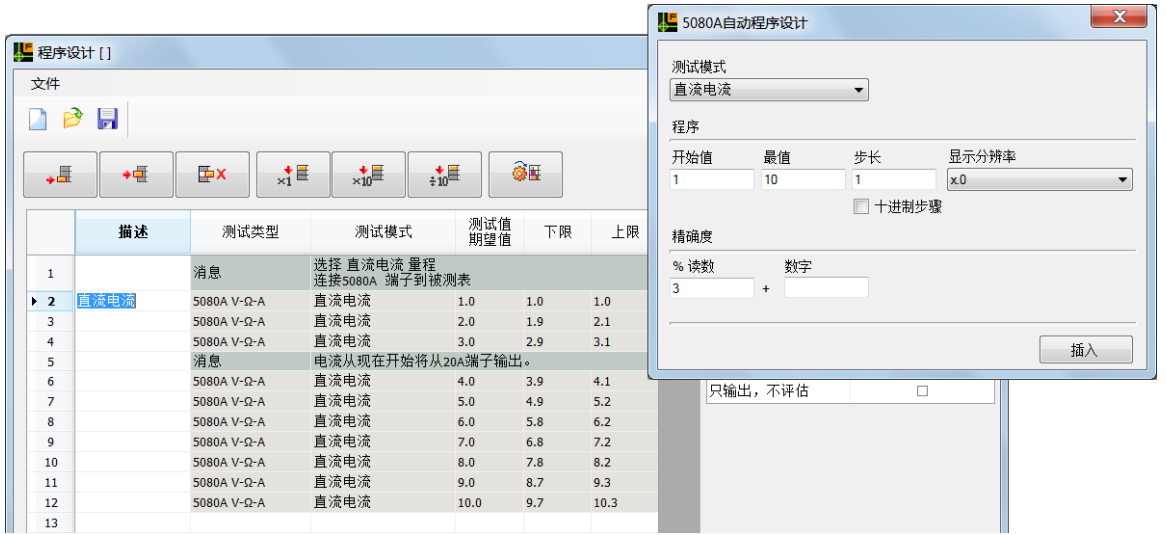 程序设计 [ ]
文件
×1 ×10 ÷10
描述 测试类型 测试模式 测试值期望值 下限 上限
1 消息 选择 直流电流 量程
连接5080A 端子到被测表
2 直流电流 5080A V-Ω-A 直流电流 1.0 1.0 1.0
3 5080A V-Ω-A 直流电流 2.0 1.9 2.1
4 5080A V-Ω-A 直流电流 3.0 2.9 3.1
5 消息 电流从现在开始将从20A端子输出。
6 5080A V-Ω-A 直流电流 4.0 3.9 4.1
7 5080A V-Ω-A 直流电流 5.0 4.9 5.2
8 5080A V-Ω-A 直流电流 6.0 5.8 6.2
9 5080A V-Ω-A 直流电流 7.0 6.8 7.2
10 5080A V-Ω-A 直流电流 8.0 7.8 8.2
11 5080A V-Ω-A 直流电流 9.0 8.7 9.3
12 5080A V-Ω-A 直流电流 10.0 9.7 10.3
13
5080A自动程序设计
测试模式
直流电流
程序
开始值 最值 步长 显示分辨率
1 10 1 x.0
十进制步骤
精确度
% 读数 数字
3 +
插入
只输出，不评估